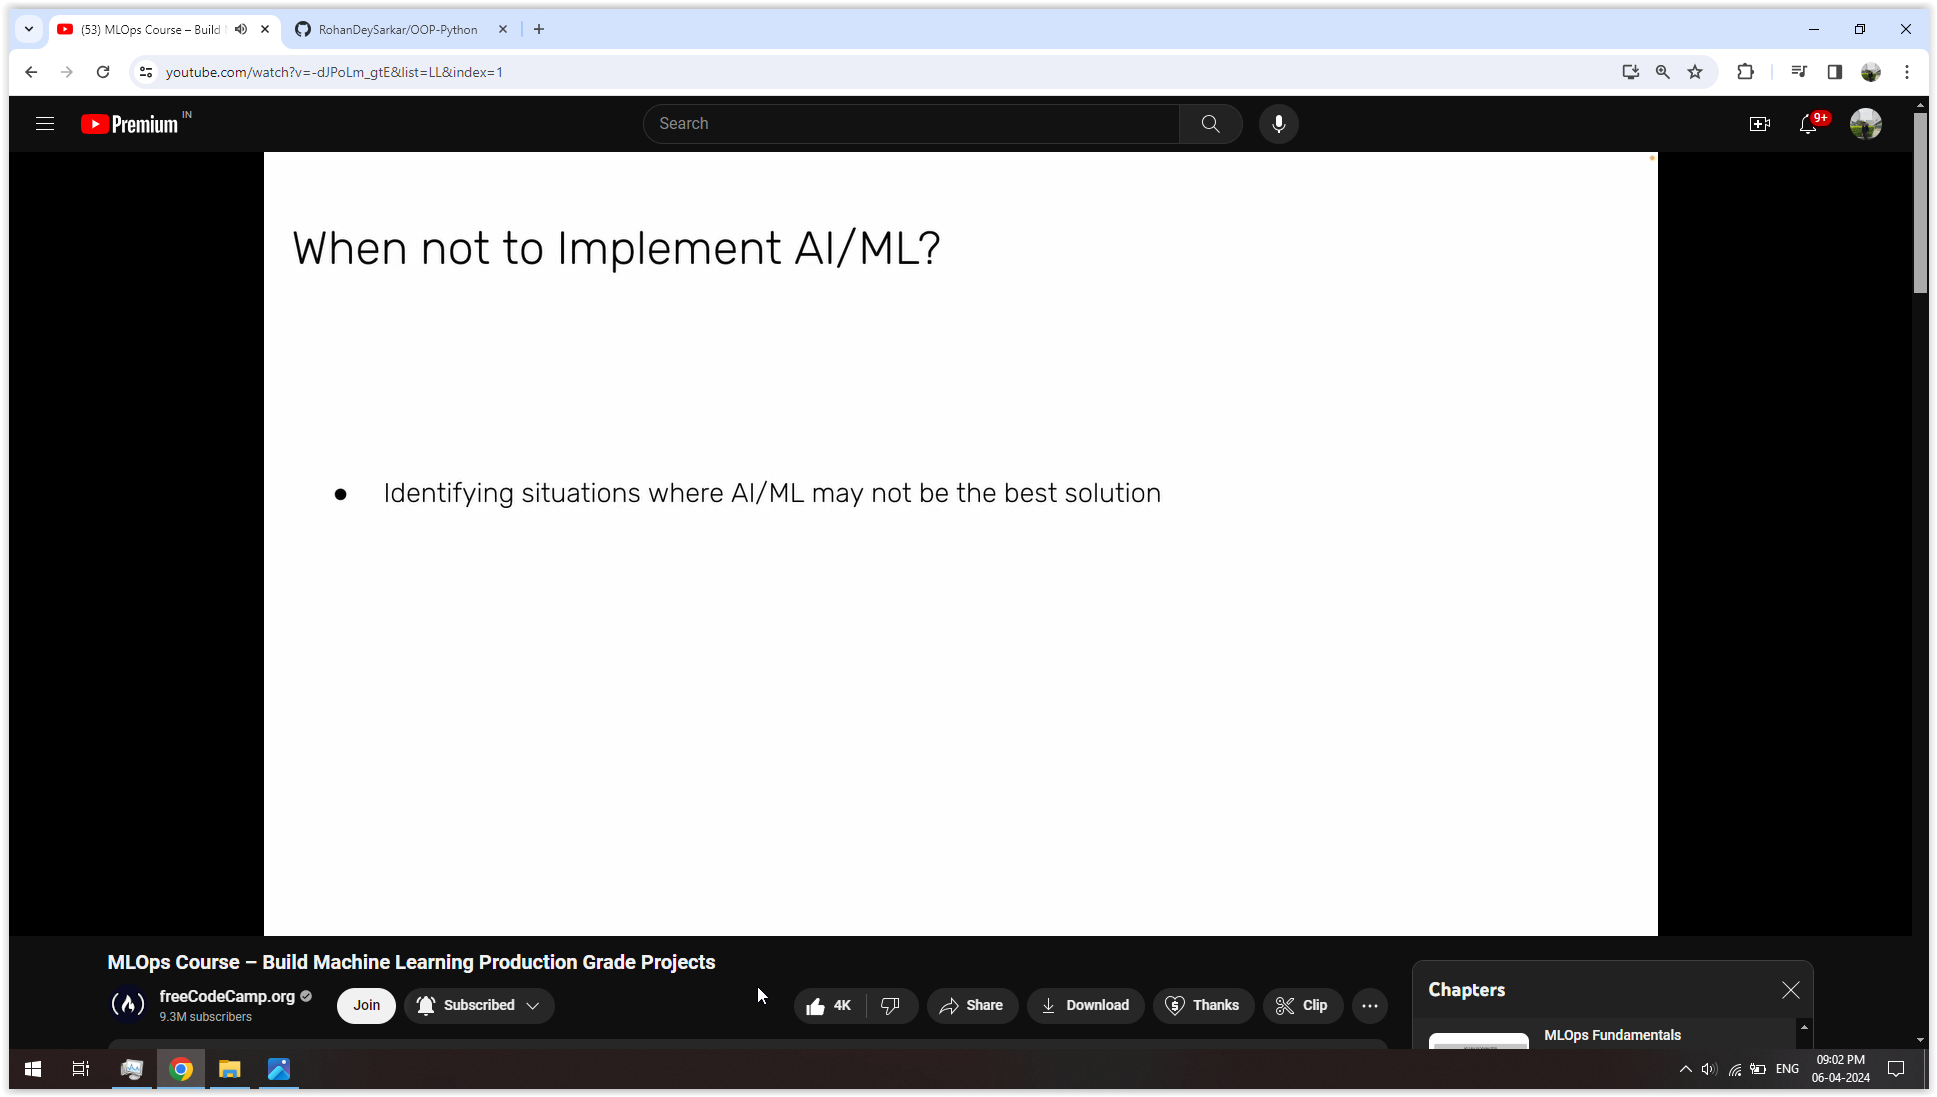 (53) MLOps Course – Build
RohanDeySarkar/OOP-Python
youtube.com/watch?v=-dJPoLm_gtE&list=LL&index=1
Premium IN
Search
9+
When not to Implement AI/ML?
● Identifying situations where AI/ML may not be the best solution
MLOps Course – Build Machine Learning Production Grade Projects
freeCodeCamp.org
9.3M subscribers
Join
Subscribed
4K
Share
Download
Thanks
Clip
Chapters
MLOps Fundamentals
ENG
09:02 PM
06-04-2024